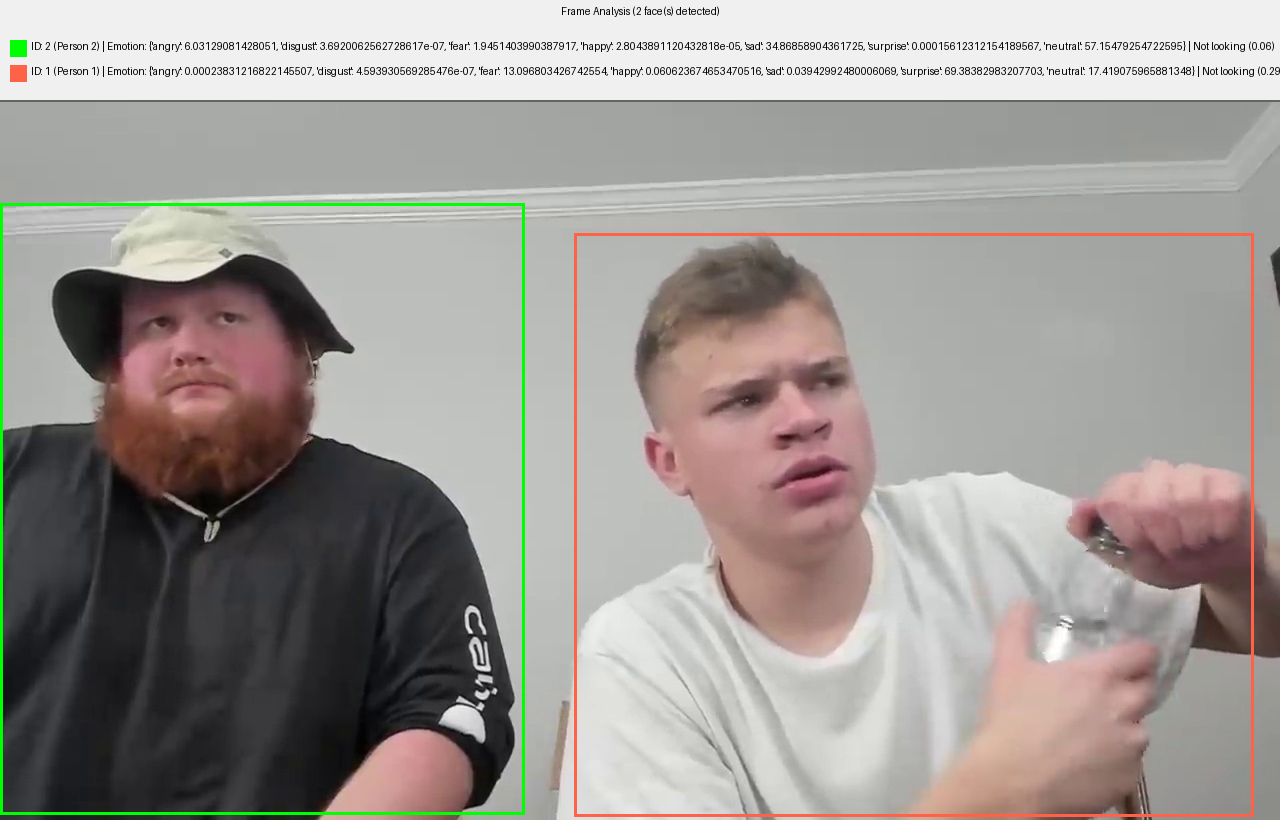 Frame Analysis (2 face(s) detected)
ID: 2 (Person 2) | Emotion: {'angry': 6.03129081428051, 'disgust': 3.6920062562728617e-07, 'fear': 1.9451403990387917, 'happy': 2.8043891120432818e-05, 'sad': 34.86858904361725, 'surprise': 0.00015612312154189567, 'neutral': 57.15479254722595} | Not looking (0.06)
ID: 1 (Person 1) | Emotion: {'angry': 0.00023831216822145507, 'disgust': 4.593930569285476e-07, 'fear': 13.096803426742554, 'happy': 0.060623674653470516, 'sad': 0.03942992480006069, 'surprise': 69.38382983207703, 'neutral': 17.419075965881348} | Not looking (0.29